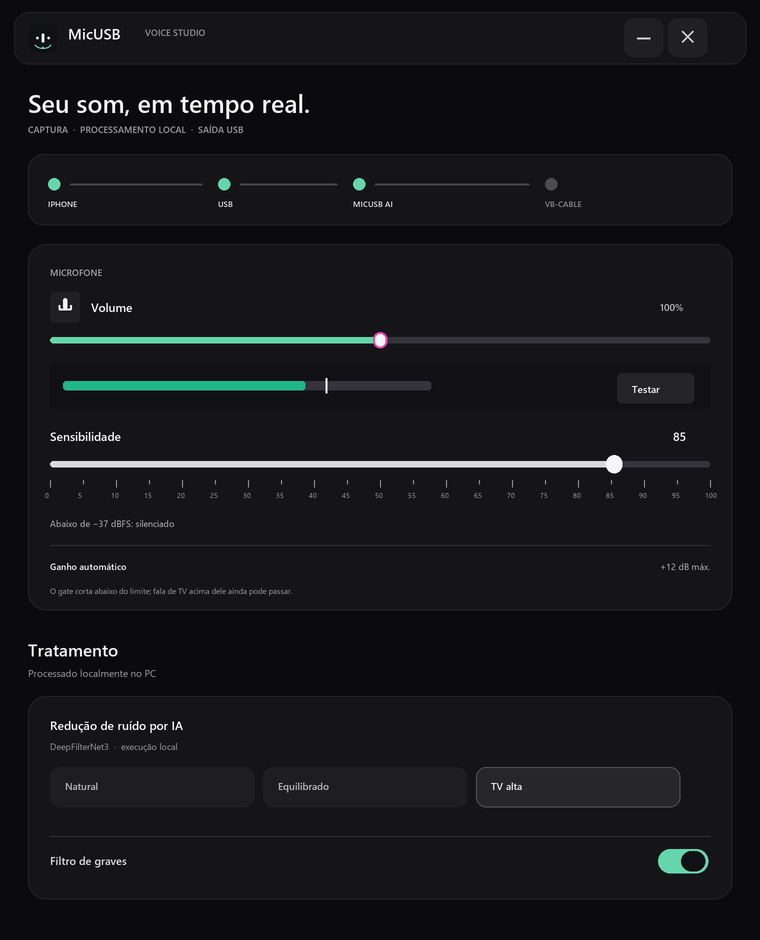 MicUSB VOICE STUDIO
Seu som, em tempo real.
CAPTURA · PROCESSAMENTO LOCAL · SAÍDA USB
IPHONE USB MICUSB AI VB-CABLE
MICROFONE
Volume 100%
Testar
Sensibilidade 85
0 5 10 15 20 25 30 35 40 45 50 55 60 65 70 75 80 85 90 95 100
Abaixo de −37 dBFS: silenciado
Ganho automático +12 dB máx.
O gate corta abaixo do limite; fala de TV acima dele ainda pode passar.
Tratamento
Processado localmente no PC
Redução de ruído por IA
DeepFilterNet3 · execução local
Natural Equilibrado TV alta
Filtro de graves